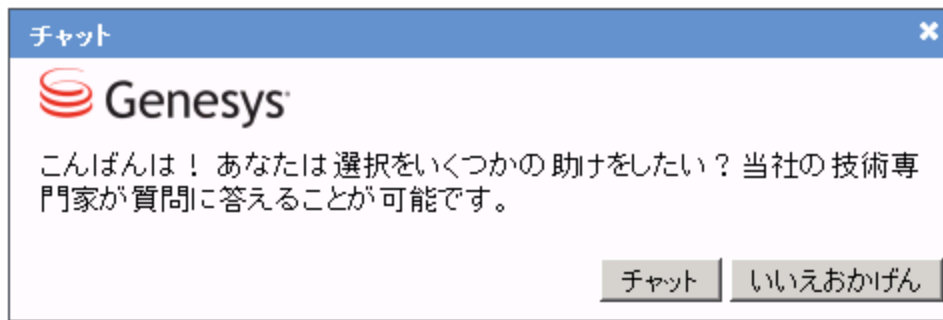 チャット
Genesys
こんばんは！ あなたは選択をいくつかの助けをしたい？当社の技術専
門家が質問に答えることが可能です。
チャット いいえおかげん